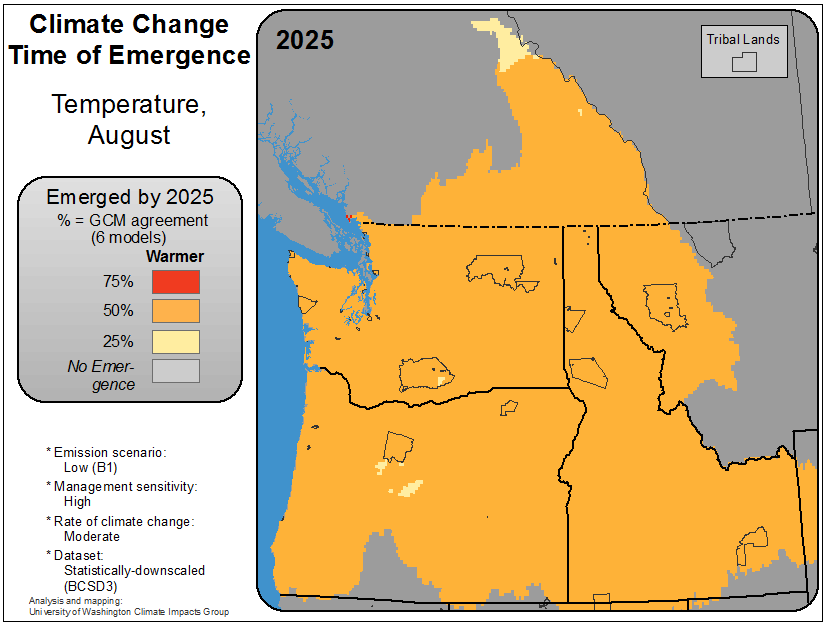 Climate Change
Time of Emergence
Temperature,
August
Emerged by 2025
% = GCM agreement
(6 models)
Warmer
75%
50%
25%
No Emer-
gence
* Emission scenario:
Low (B1)
* Management sensitivity:
High
* Rate of climate change:
Moderate
* Dataset:
Statistically-downscaled
(BCSD3)
Analysis and mapping:
University of Washington Climate Impacts Group
2025
Tribal Lands